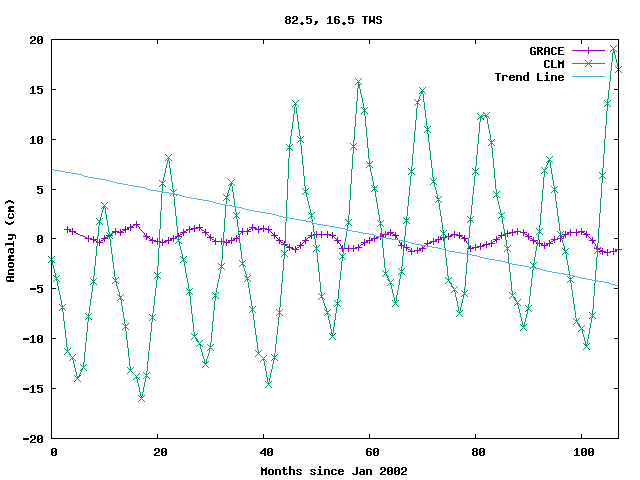 82.5, 16.5 TWS
GRACE
CLM
Trend Line
20
15
10
5
0
-5
-10
-15
-20
Anomaly (cm)
0 20 40 60 80 100
Months since Jan 2002